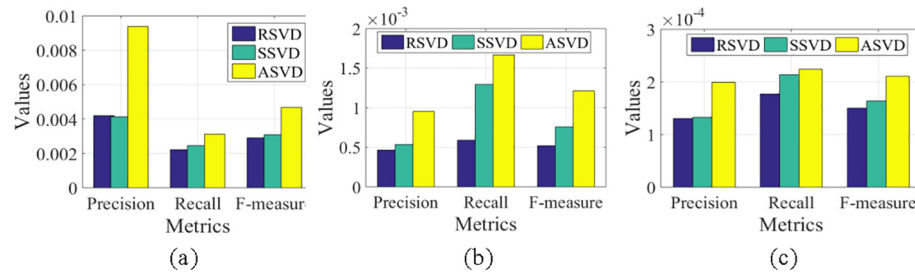 0.01
0.008
0.006
0.004
0.002
0
Values
RSVD
SSVD
ASVD
Precision Recall F-measure
Metrics
(a)
×10⁻³
2
1.5
1
0.5
0
Values
RSVD SSVD ASVD
Precision Recall F-measure
Metrics
(b)
×10⁻⁴
3
2
1
0
Values
RSVD SSVD ASVD
Precision Recall F-measure
Metrics
(c)